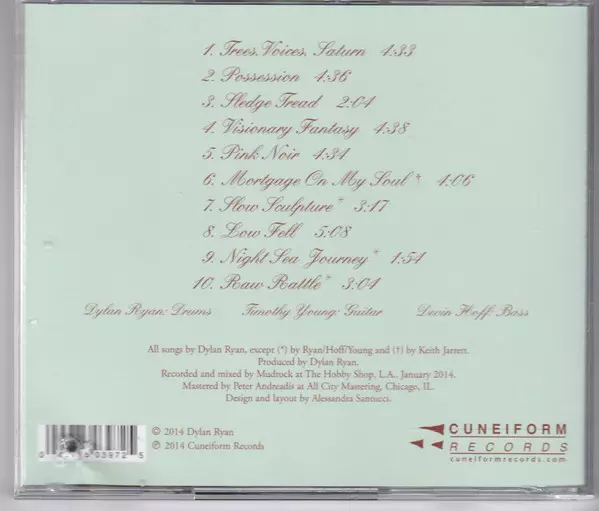 1. Trees, Voices, Saturn 4:33
2. Possession 4:36
3. Sledge Tread 2:04
4. Visionary Fantasy 4:38
5. Pink Noir 4:34
6. Mortgage On My Soul † 4:06
7. Slow Sculpture * 3:17
8. Low Fell 5:08
9. Night Sea Journey * 1:54
10. Raw Rattle * 3:04
Dylan Ryan: Drums Timothy Young: Guitar Devin Hoff: Bass
All songs by Dylan Ryan, except (*) by Ryan/Hoff/Young and (†) by Keith Jarrett.
Produced by Dylan Ryan.
Recorded and mixed by Mudrock at The Hobby Shop, L.A., January 2014.
Mastered by Peter Andreadis at All City Mastering, Chicago, IL.
Design and layout by Alessandra Santucci.
© 2014 Dylan Ryan
℗ 2014 Cuneiform Records
CUNEIFORM
RECORDS
cuneiformrecords.com